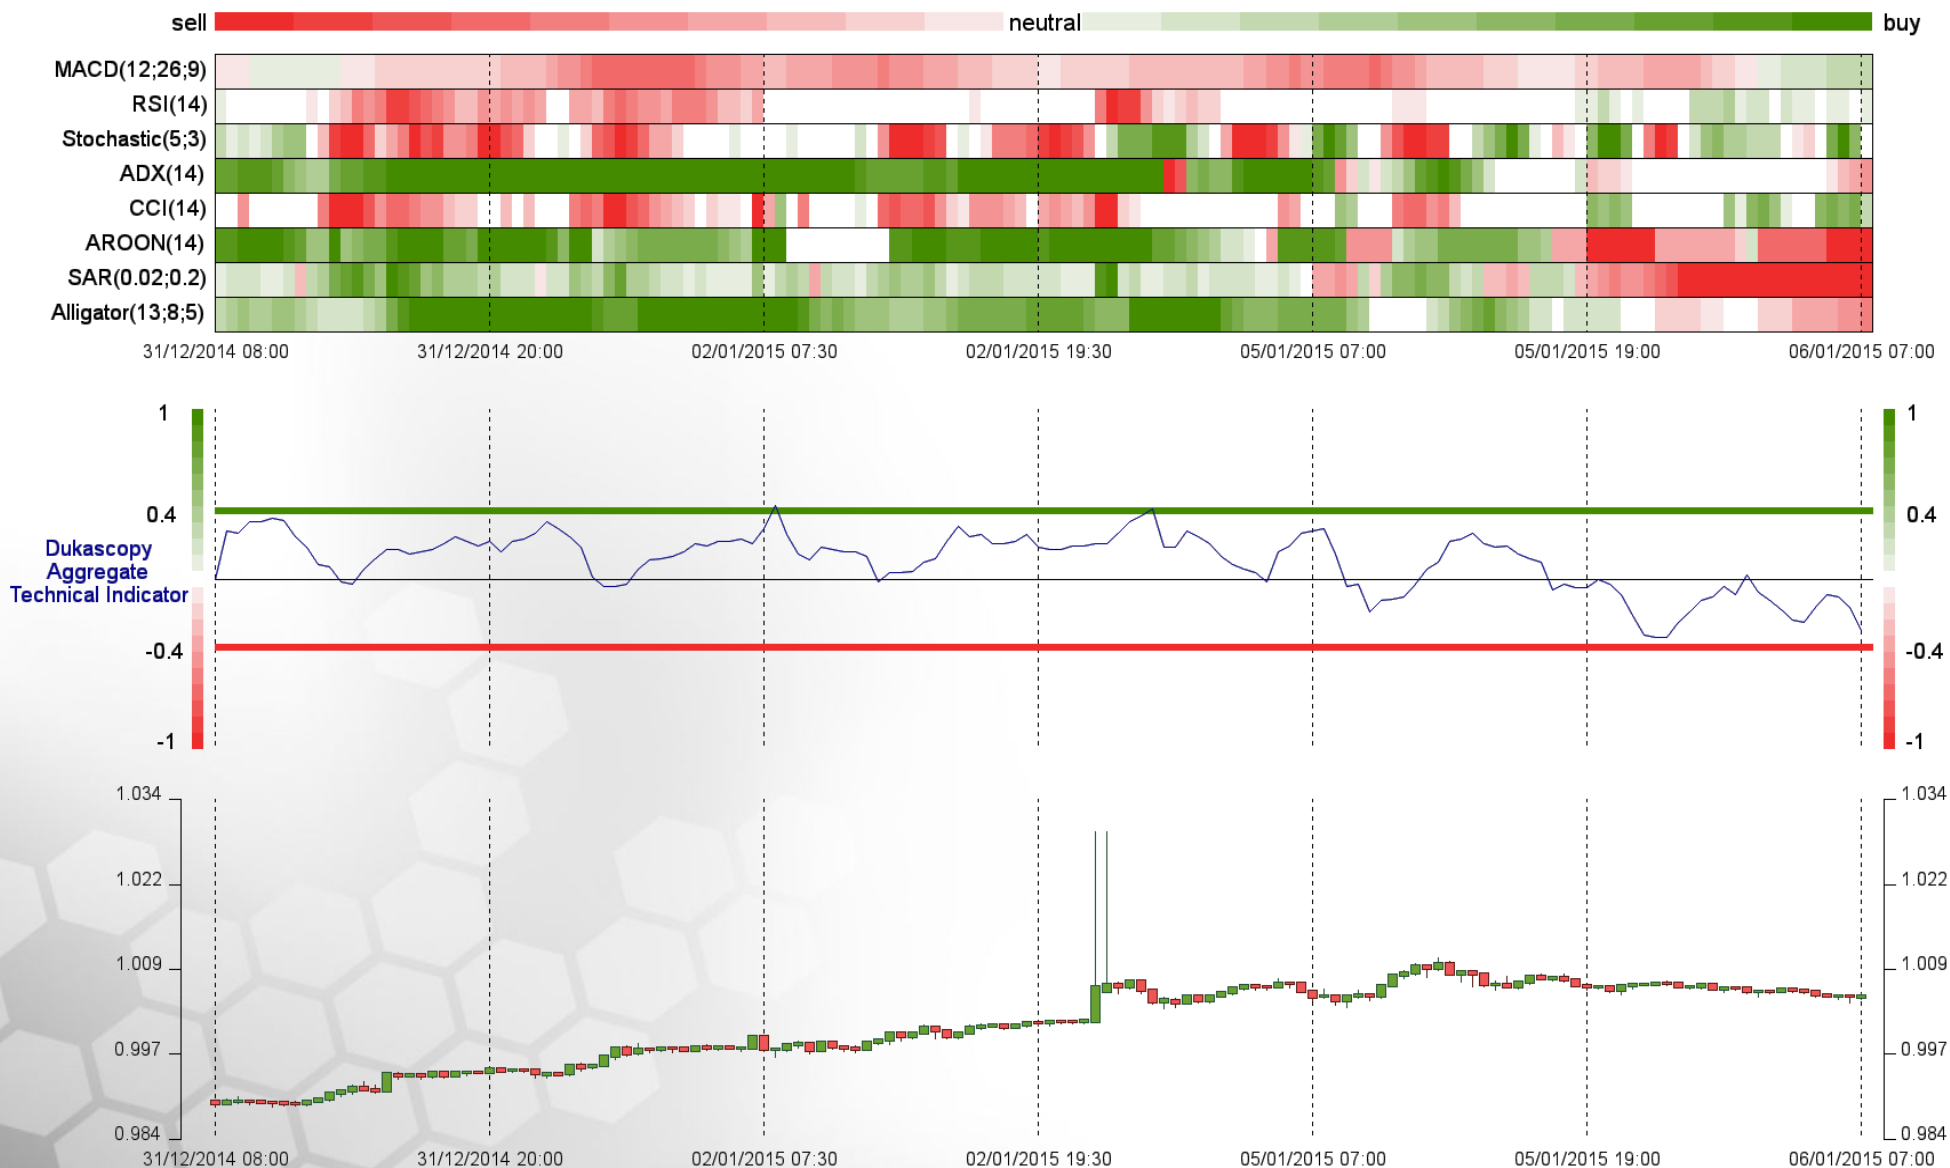 sell neutral buy
MACD(12;26;9)
RSI(14)
Stochastic(5;3)
ADX(14)
CCI(14)
AROON(14)
SAR(0.02;0.2)
Alligator(13;8;5)
31/12/2014 08:00 31/12/2014 20:00 02/01/2015 07:30 02/01/2015 19:30 05/01/2015 07:00 05/01/2015 19:00 06/01/2015 07:00
1 1
0.4 0.4
Dukascopy
Aggregate
Technical Indicator
-0.4 -0.4
-1 -1
1.034 1.034
1.022 1.022
1.009 1.009
0.997 0.997
0.984 0.984
31/12/2014 08:00 31/12/2014 20:00 02/01/2015 07:30 02/01/2015 19:30 05/01/2015 07:00 05/01/2015 19:00 06/01/2015 07:00